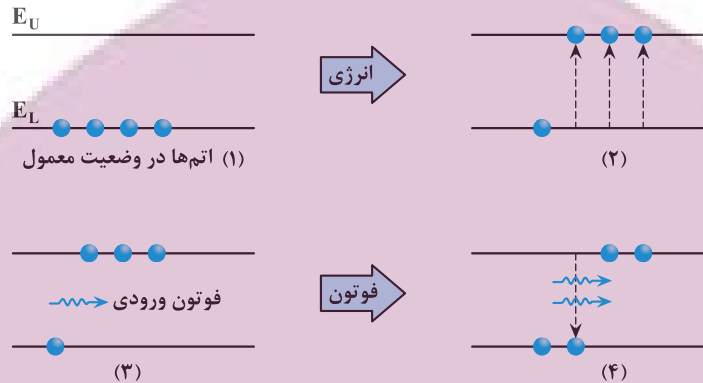 E_U
انرژی
E_L
(۱) اتم‌ها در وضعیت معمول
(۲)
فوتون ورودی
فوتون
(۳)
(۴)